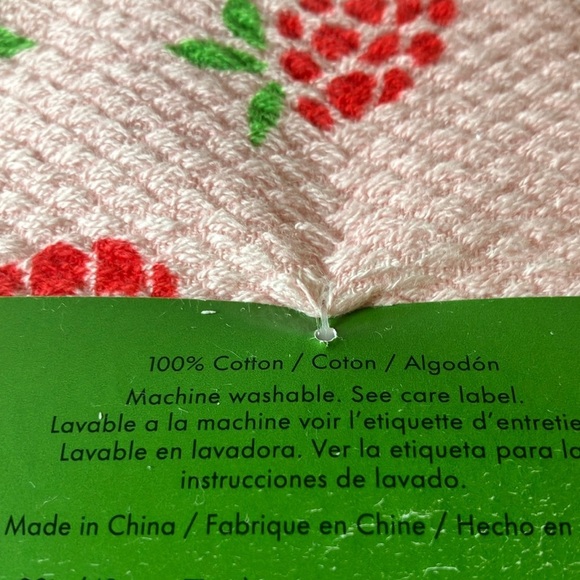 100% Cotton / Coton / Algodón
Machine washable. See care label.
Lavable a la machine voir l'etiquette d'entretie
Lavable en lavadora. Ver la etiqueta para la
instrucciones de lavado.
Made in China / Fabrique en Chine / Hecho en